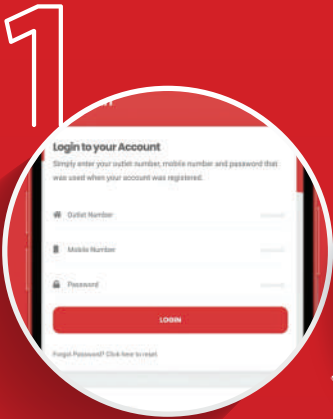 1
Login to your Account
Simply enter your outlet number, mobile number and password that
was used when your account was registered.
Outlet Number
Mobile Number
Password
LOGIN
Forgot Password? Click here to reset.